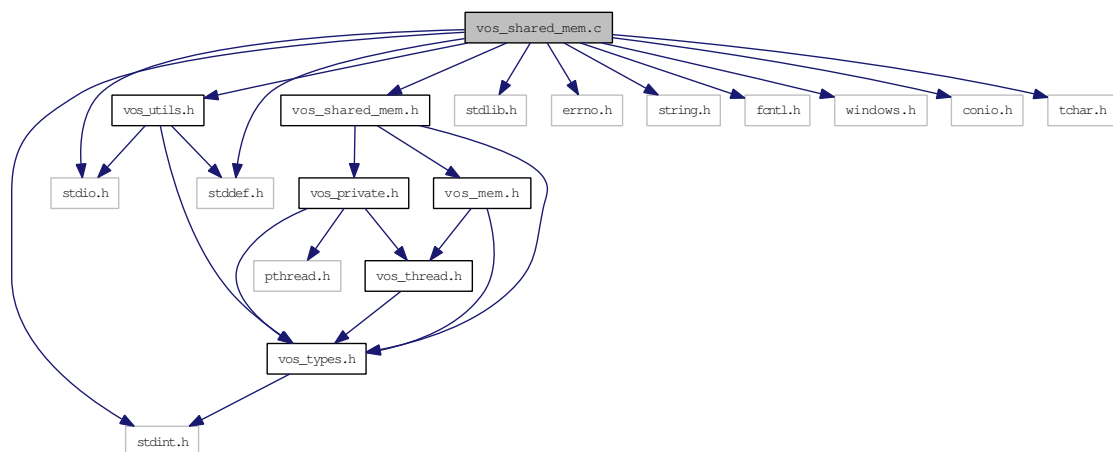 vos_shared_mem.c
vos_utils.h
vos_shared_mem.h
stdlib.h
errno.h
string.h
fcntl.h
windows.h
conio.h
tchar.h
stdio.h
stddef.h
vos_private.h
vos_mem.h
pthread.h
vos_thread.h
vos_types.h
stdint.h